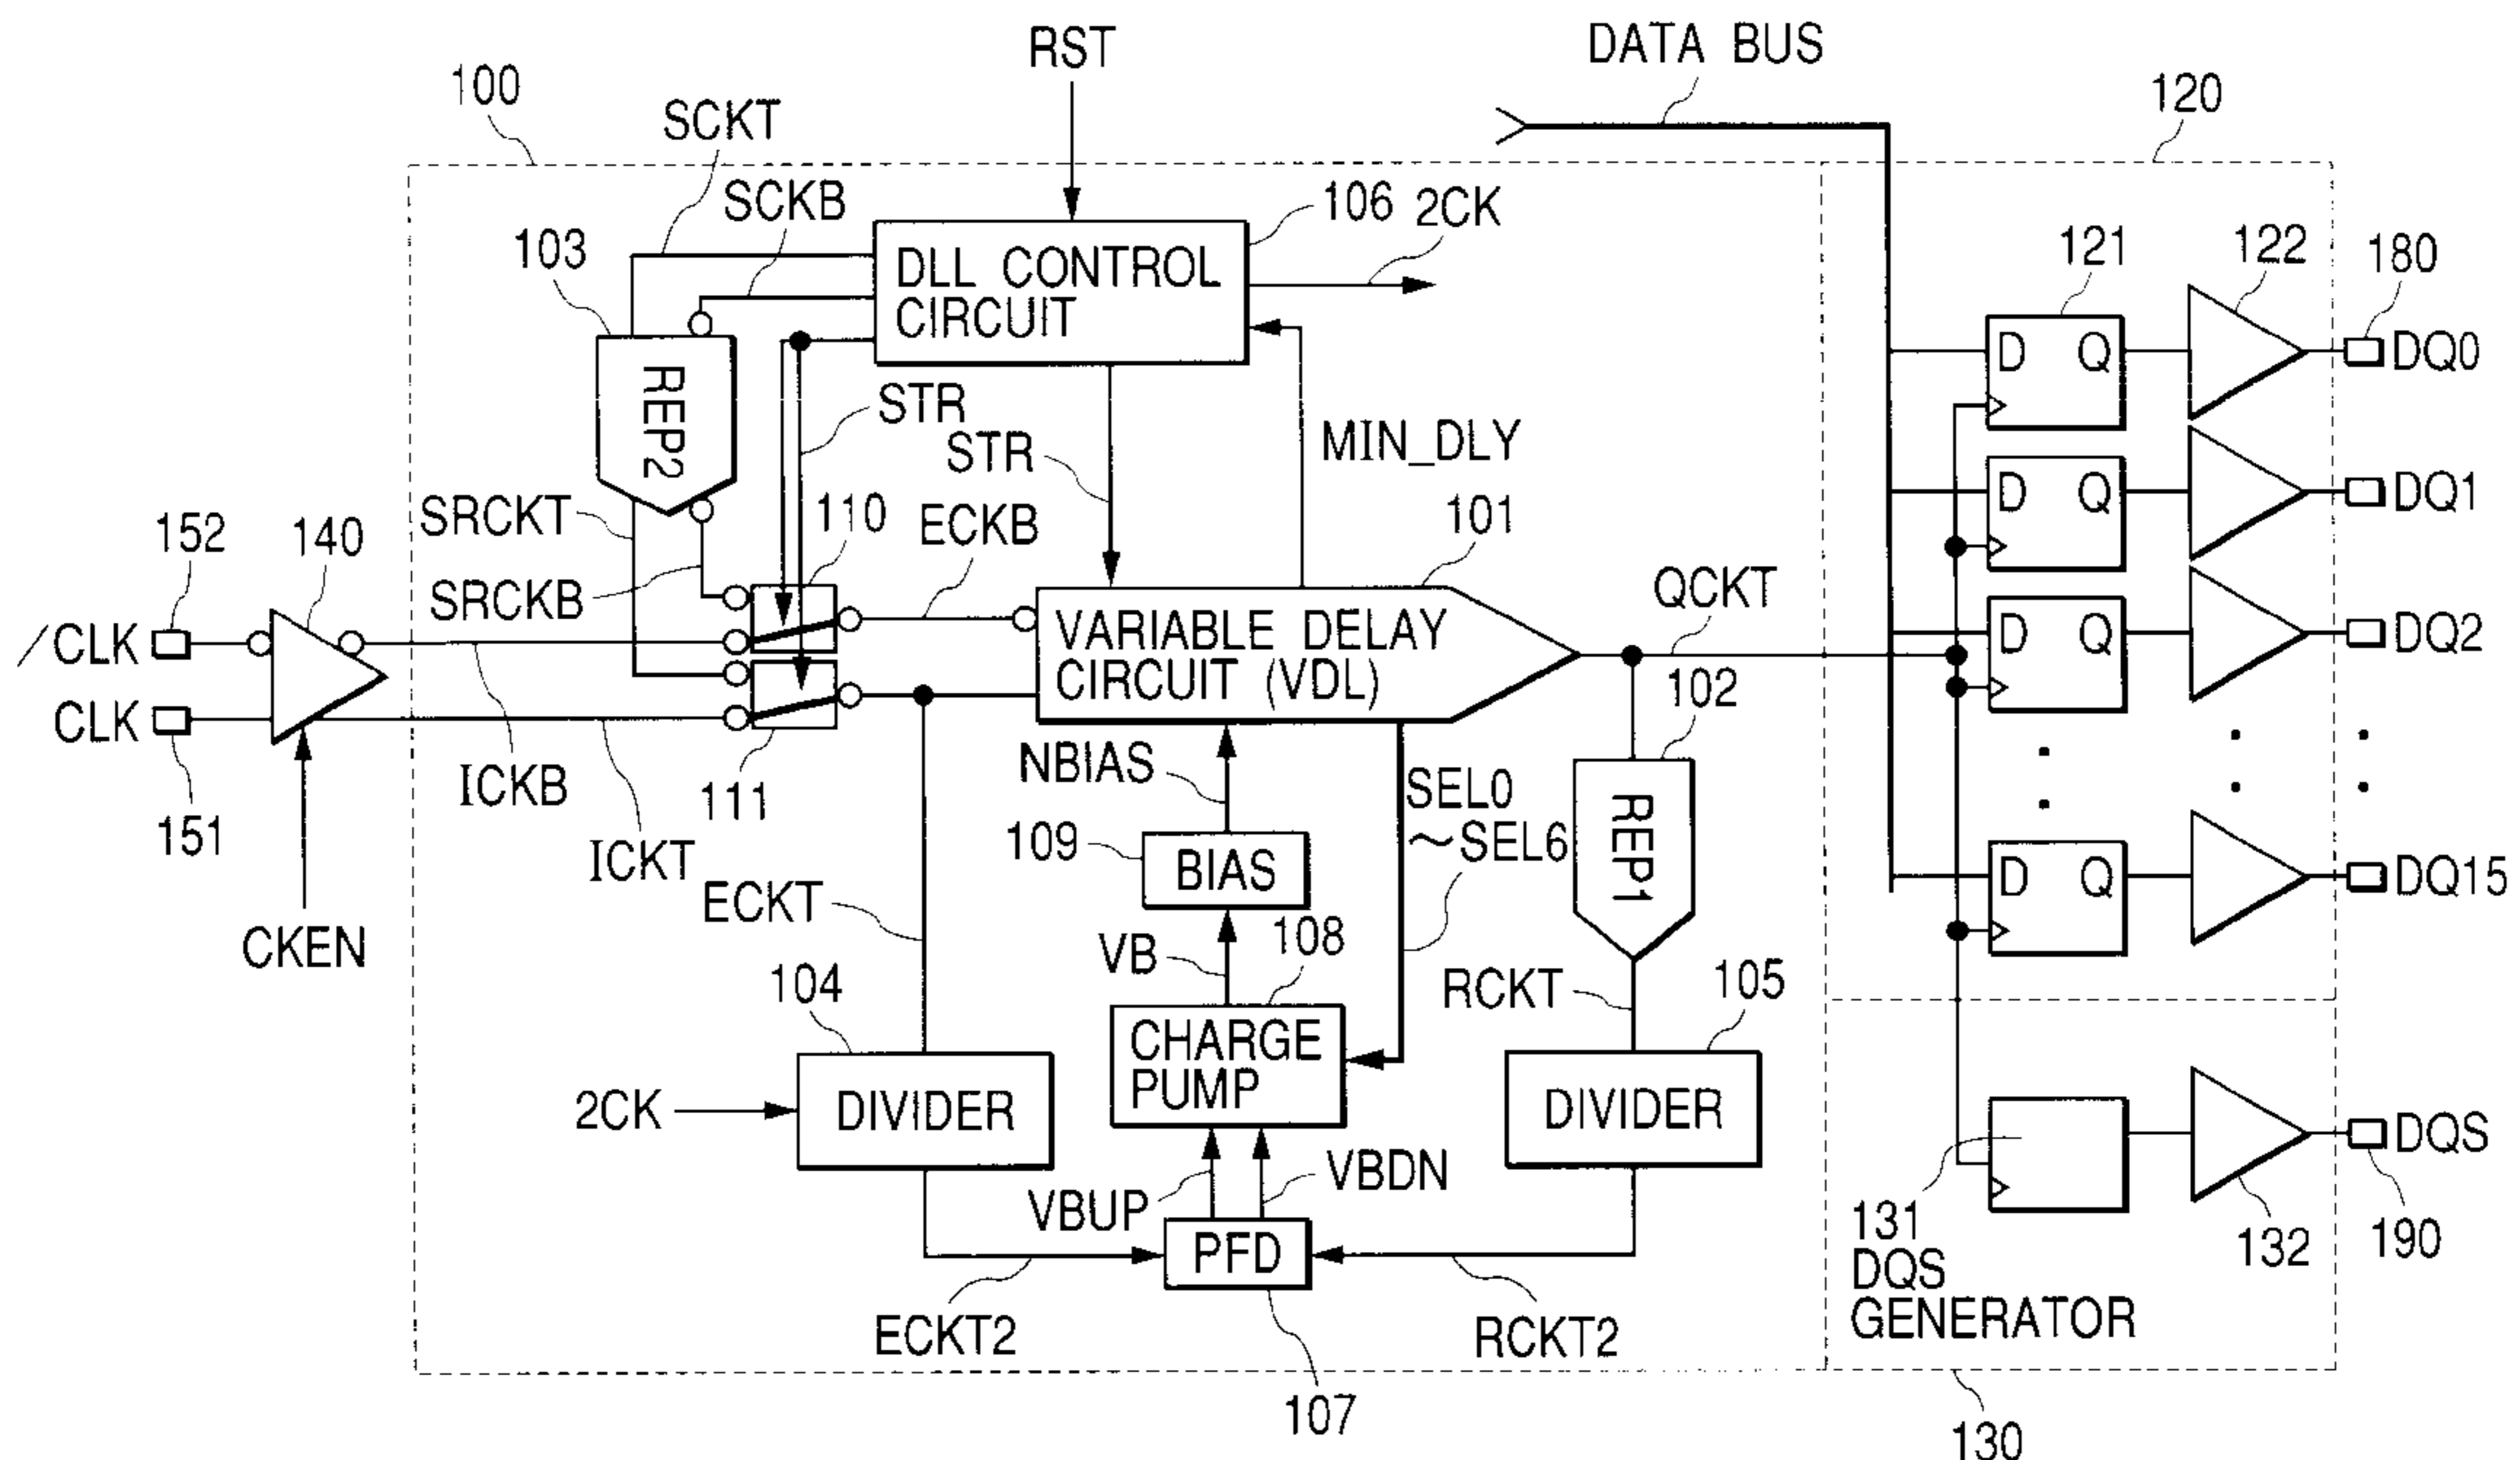 RST
DATA BUS
100
SCKT
120
SCKB
106
2CK
103
DLL CONTROL
CIRCUIT
121
122
180
REP2
D Q
DQ0
STR
STR
MIN_DLY
SRCKT
110
ECKB
101
D Q
DQ1
152
140
SRCKB
QCKT
/CLK
VARIABLE DELAY
CIRCUIT (VDL)
D Q
DQ2
102
CLK
151
ICKB
111
NBIAS
SEL0
~SEL6
REP1
ICKT
109
BIAS
D Q
DQ15
ECKT
CKEN
VB
108
104
RCKT
105
CHARGE
PUMP
2CK
DIVIDER
DIVIDER
DQS
VBUP
VBDN
131
DQS
GENERATOR
132
190
PFD
ECKT2
RCKT2
107
130